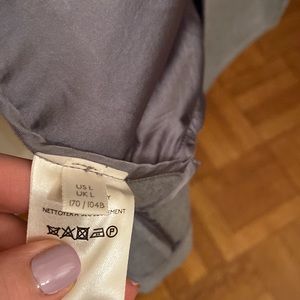 US L
UK L
170 / 104B
Y
NETTOYER À SEC SEULEMENT
P